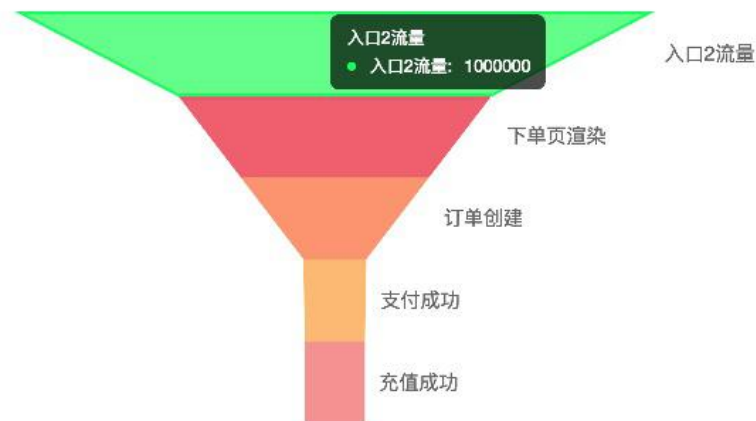 入口2流量
入口2流量: 1000000
入口2流量
下单页渲染
订单创建
支付成功
充值成功